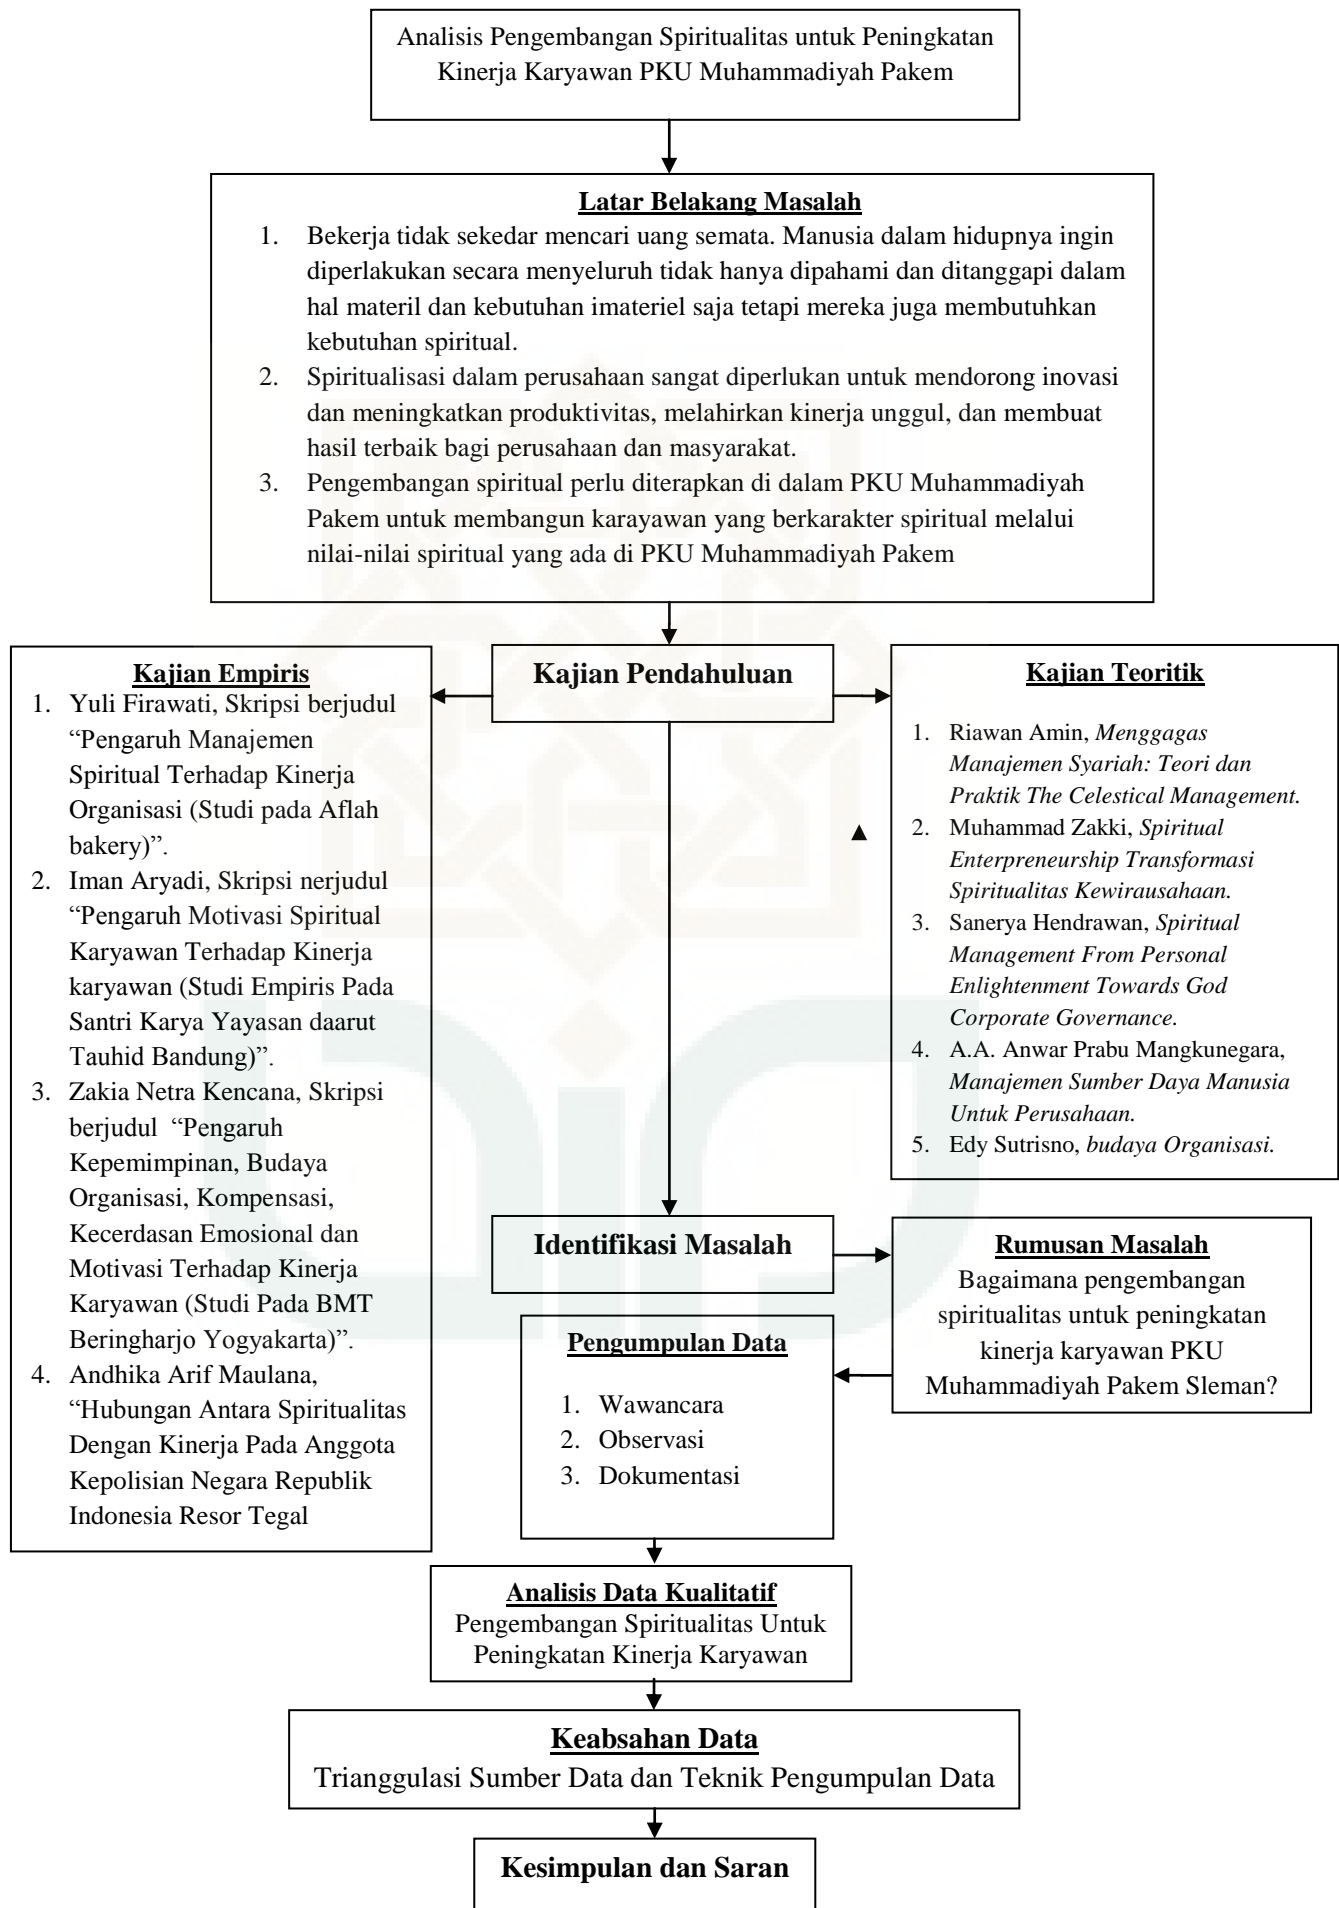 Analisis Pengembangan Spiritualitas untuk Peningkatan
Kinerja Karyawan PKU Muhammadiyah Pakem
Latar Belakang Masalah
1. Bekerja tidak sekedar mencari uang semata. Manusia dalam hidupnya ingin
diperlakukan secara menyeluruh tidak hanya dipahami dan ditanggapi dalam
hal materil dan kebutuhan imateriel saja tetapi mereka juga membutuhkan
kebutuhan spiritual.
2. Spiritualisasi dalam perusahaan sangat diperlukan untuk mendorong inovasi
dan meningkatkan produktivitas, melahirkan kinerja unggul, dan membuat
hasil terbaik bagi perusahaan dan masyarakat.
3. Pengembangan spiritual perlu diterapkan di dalam PKU Muhammadiyah
Pakem untuk membangun karayawan yang berkarakter spiritual melalui
nilai-nilai spiritual yang ada di PKU Muhammadiyah Pakem
Kajian Pendahuluan
Kajian Empiris
1. Yuli Firawati, Skripsi berjudul
“Pengaruh Manajemen
Spiritual Terhadap Kinerja
Organisasi (Studi pada Aflah
bakery)”.
2. Iman Aryadi, Skripsi nerjudul
“Pengaruh Motivasi Spiritual
Karyawan Terhadap Kinerja
karyawan (Studi Empiris Pada
Santri Karya Yayasan daarut
Tauhid Bandung)”.
3. Zakia Netra Kencana, Skripsi
berjudul “Pengaruh
Kepemimpinan, Budaya
Organisasi, Kompensasi,
Kecerdasan Emosional dan
Motivasi Terhadap Kinerja
Karyawan (Studi Pada BMT
Beringharjo Yogyakarta)”.
4. Andhika Arif Maulana,
“Hubungan Antara Spiritualitas
Dengan Kinerja Pada Anggota
Kepolisian Negara Republik
Indonesia Resor Tegal
Kajian Teoritik
1. Riawan Amin, Menggagas
Manajemen Syariah: Teori dan
Praktik The Celestical Management.
2. Muhammad Zakki, Spiritual
Enterpreneurship Transformasi
Spiritualitas Kewirausahaan.
3. Sanerya Hendrawan, Spiritual
Management From Personal
Enlightenment Towards God
Corporate Governance.
4. A.A. Anwar Prabu Mangkunegara,
Manajemen Sumber Daya Manusia
Untuk Perusahaan.
5. Edy Sutrisno, budaya Organisasi.
Identifikasi Masalah
Rumusan Masalah
Bagaimana pengembangan
spiritualitas untuk peningkatan
kinerja karyawan PKU
Muhammadiyah Pakem Sleman?
Pengumpulan Data
1. Wawancara
2. Observasi
3. Dokumentasi
Analisis Data Kualitatif
Pengembangan Spiritualitas Untuk
Peningkatan Kinerja Karyawan
Keabsahan Data
Trianggulasi Sumber Data dan Teknik Pengumpulan Data
Kesimpulan dan Saran